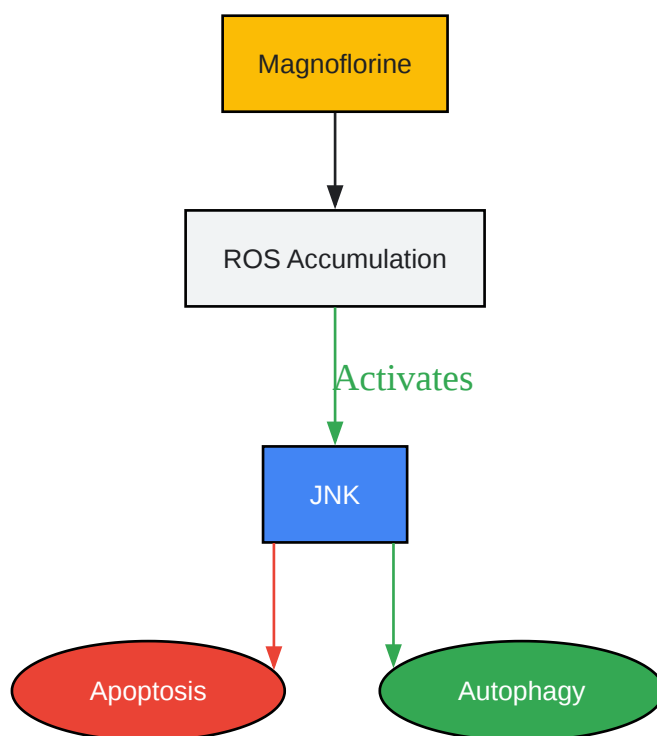 Magnoflorine
ROS Accumulation
Activates
JNK
Apoptosis
Autophagy